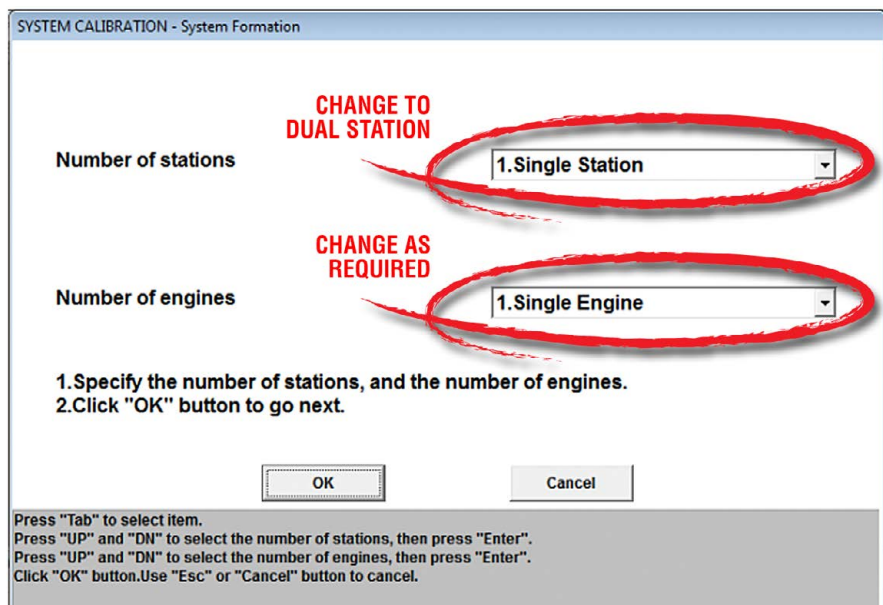 SYSTEM CALIBRATION - System Formation
CHANGE TO
DUAL STATION
Number of stations
1.Single Station
CHANGE AS
REQUIRED
Number of engines
1.Single Engine
1.Specify the number of stations, and the number of engines.
2.Click "OK" button to go next.
OK
Cancel
Press "Tab" to select item.
Press "UP" and "DN" to select the number of stations, then press "Enter".
Press "UP" and "DN" to select the number of engines, then press "Enter".
Click "OK" button.Use "Esc" or "Cancel" button to cancel.